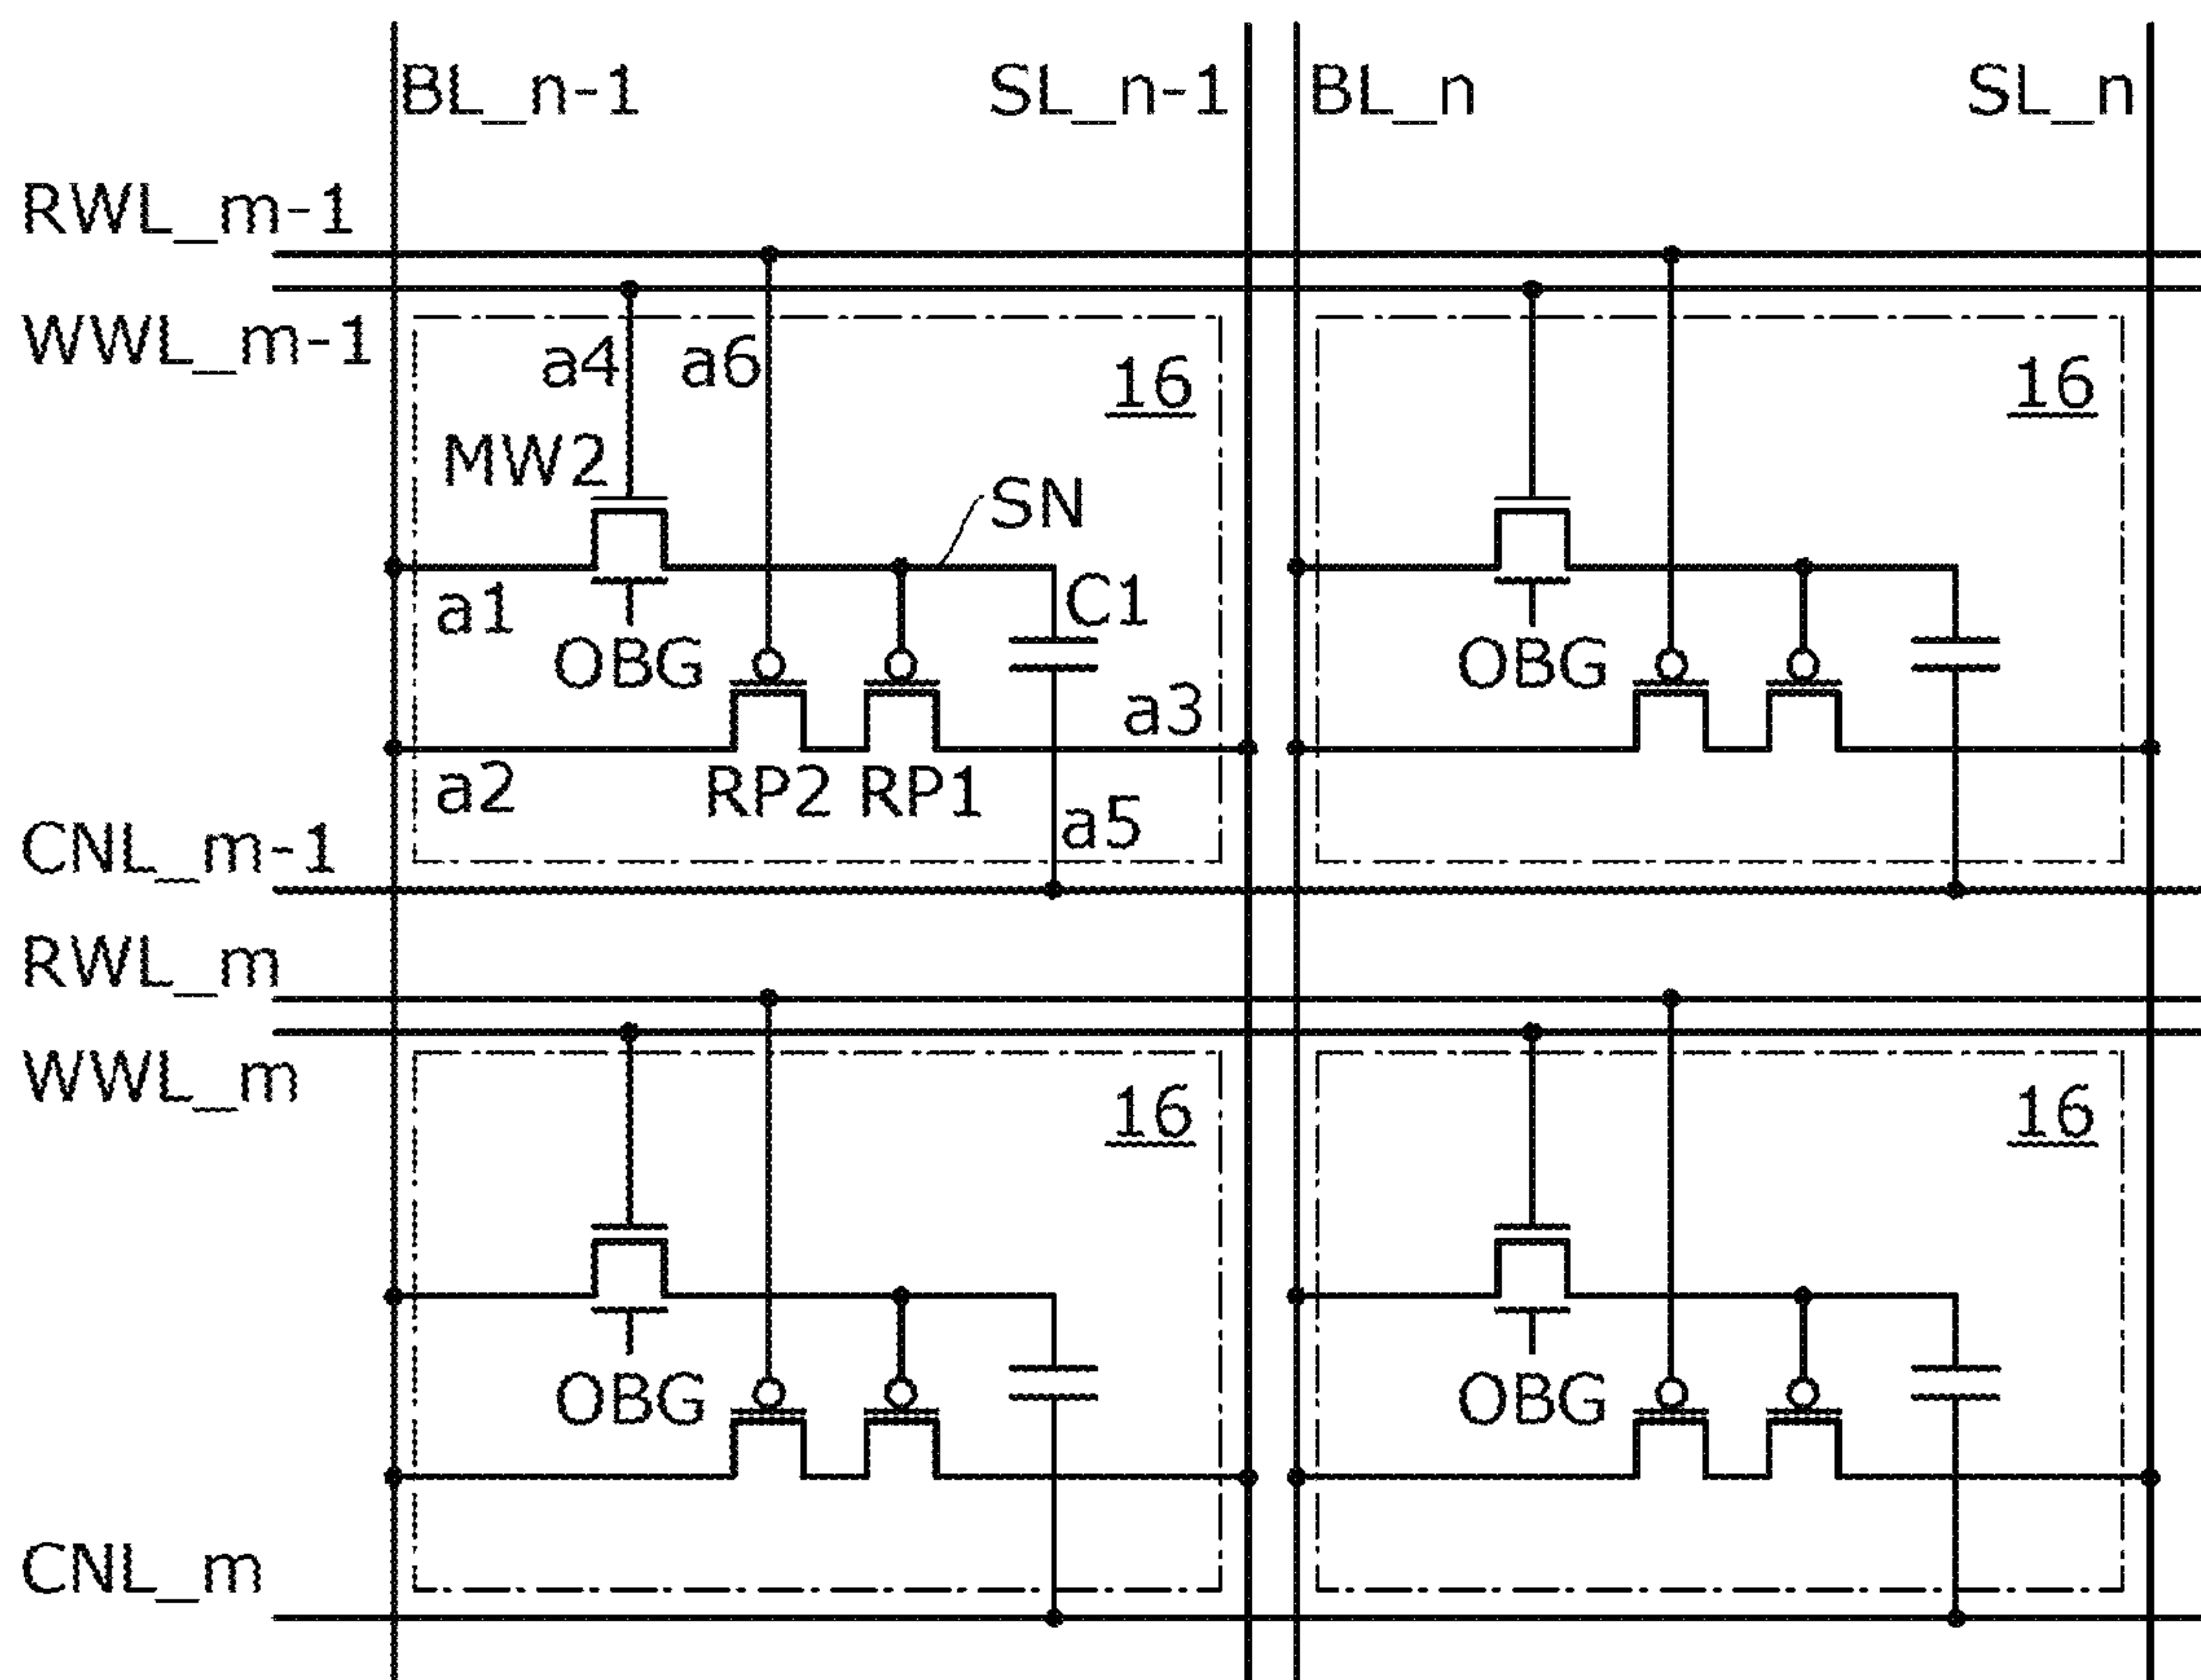 BL_n-1 SL_n-1 BL_n SL_n
RWL_m-1
WWL_m-1
a4 a6 16 16
MW2
SN
a1 C1
OBG OBG
a3
a2 RP2 RP1
a5
CNL_m-1
RWL_m
WWL_m
16 16
OBG OBG
CNL_m